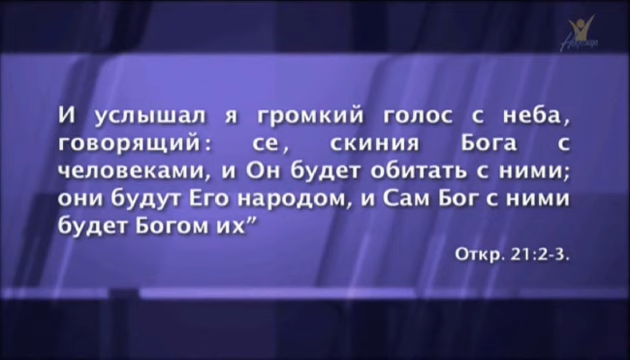 Надежда
И услышал я громкий голос с неба,
говорящий: се, скиния Бога с
человеками, и Он будет обитать с ними;
они будут Его народом, и Сам Бог с ними
будет Богом их”
Откр. 21:2-3.